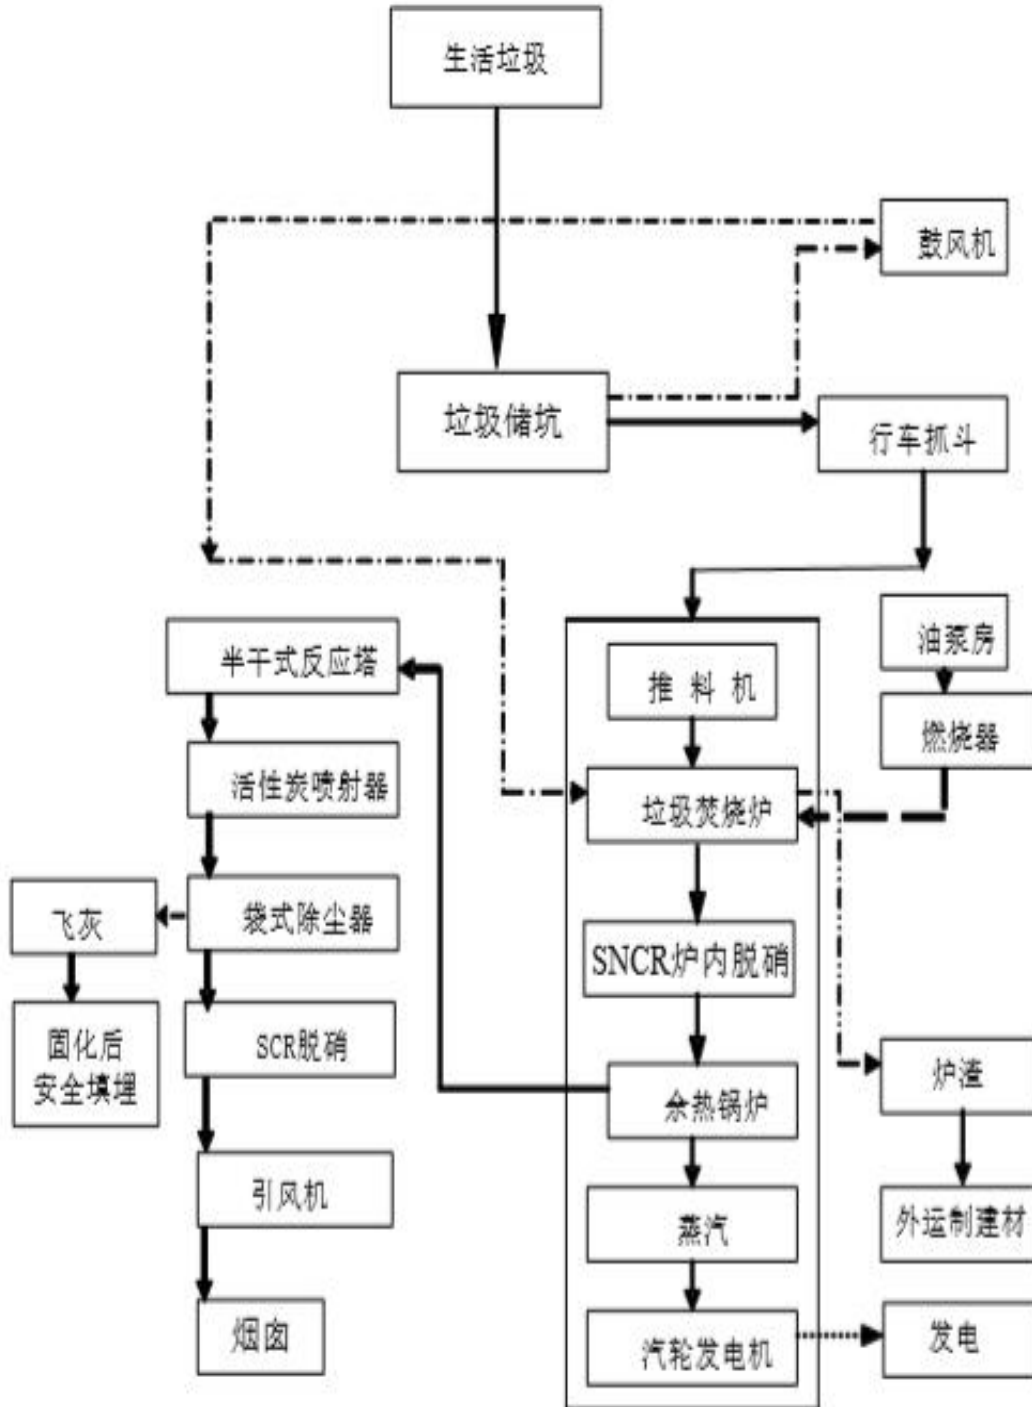 生活垃圾
鼓风机
垃圾储坑
行车抓斗
油泵房
半干式反应塔
推料机
燃烧器
活性炭喷射器
垃圾焚烧炉
飞灰
袋式除尘器
SNCR炉内脱硝
固化后
安全填埋
SCR脱硝
炉渣
余热锅炉
引风机
蒸汽
外运制建材
烟囱
汽轮发电机
发电